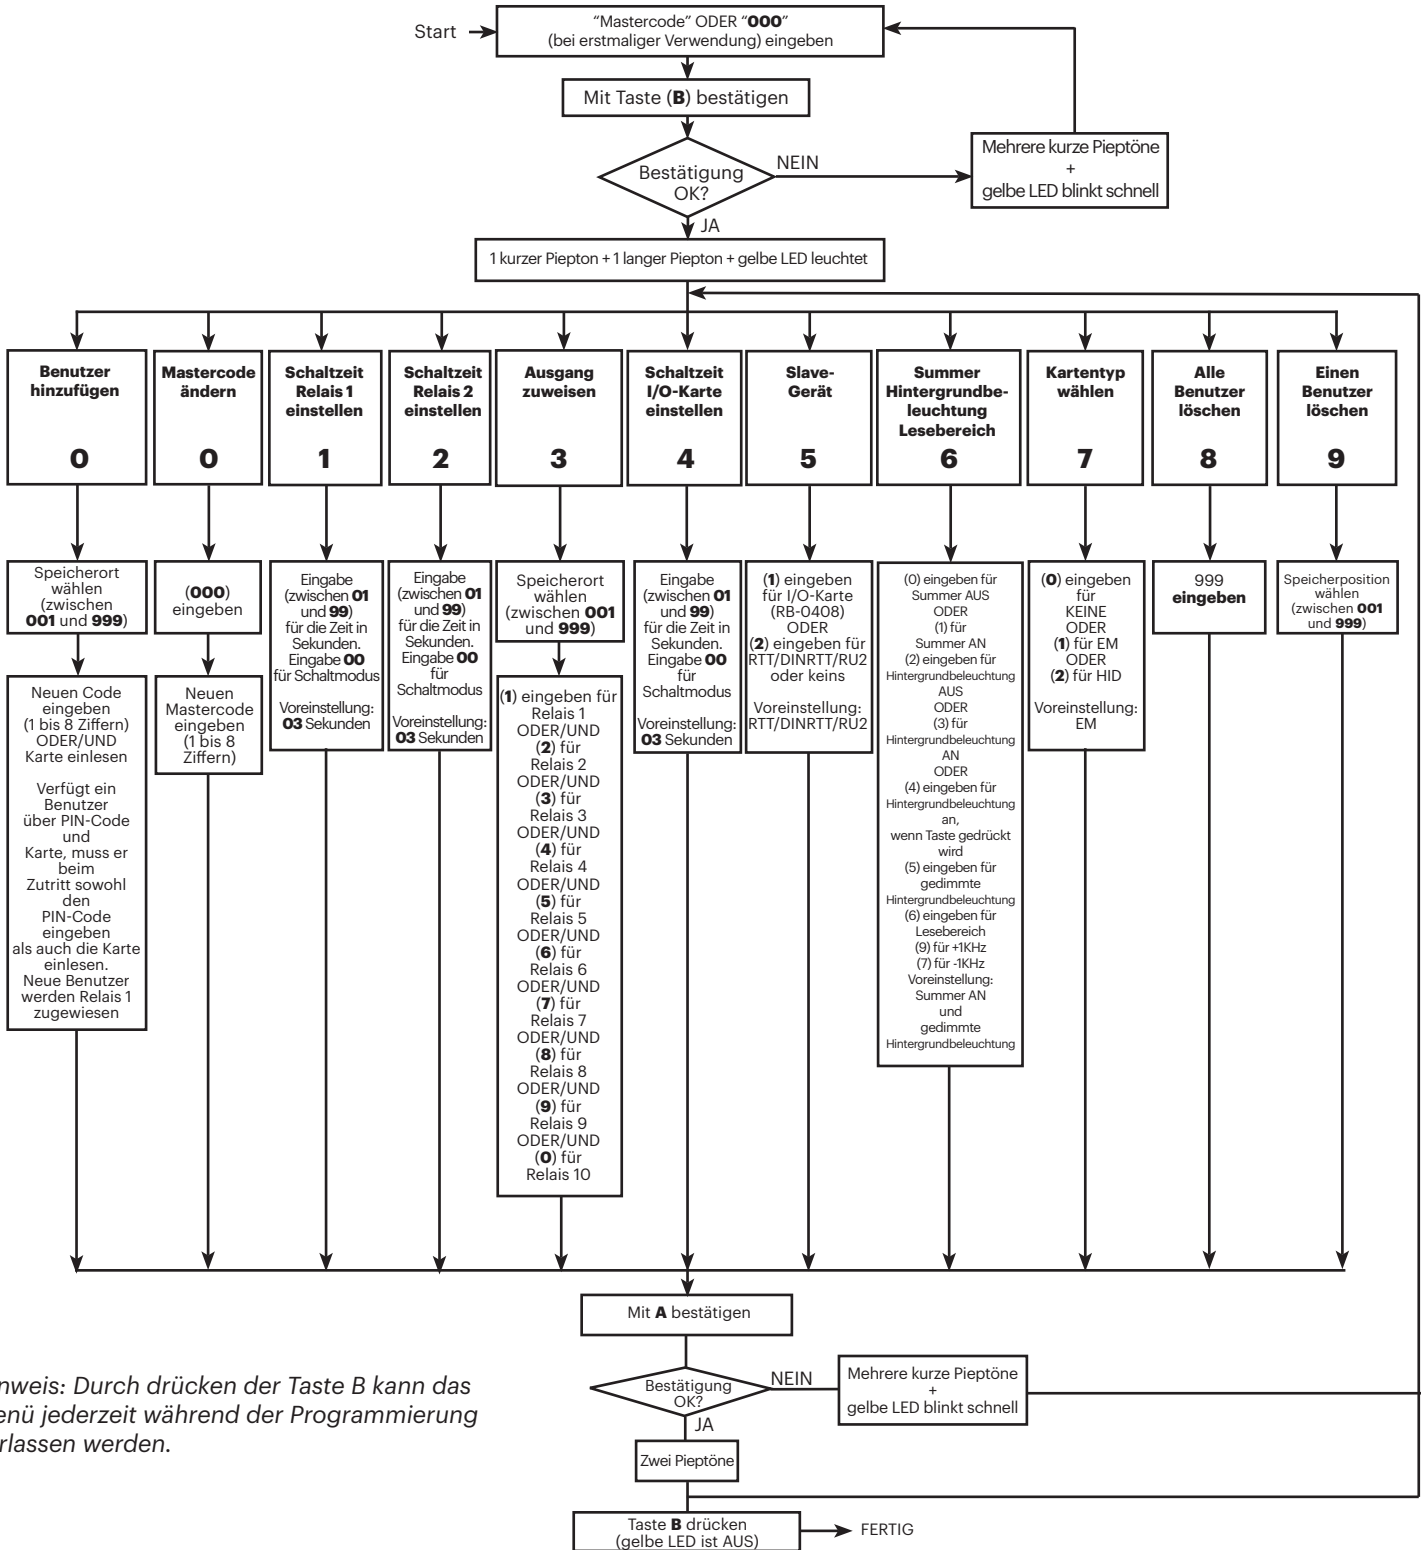 “Mastercode” ODER “000”
(bei erstmaliger Verwendung) eingeben
Start
Mit Taste (B) bestätigen
Bestätigung
OK?
NEIN
Mehrere kurze Pieptöne
+
gelbe LED blinkt schnell
JA
1 kurzer Piepton + 1 langer Piepton + gelbe LED leuchtet
Benutzer
hinzufügen
0
Mastercode
ändern
0
Schaltzeit
Relais 1
einstellen
1
Schaltzeit
Relais 2
einstellen
2
Ausgang
zuweisen
3
Schaltzeit
I/O-Karte
einstellen
4
Slave-
Gerät
5
Summer
Hintergrundbe-
leuchtung
Lesebereich
6
Kartentyp
wählen
7
Alle
Benutzer
löschen
8
Einen
Benutzer
löschen
9
Speicherort
wählen
(zwischen
001 und 999)
Neuen Code
eingeben
(1 bis 8 Ziffern)
ODER/UND
Karte einlesen
Verfügt ein
Benutzer
über PIN-Code
und
Karte, muss er
beim
Zutritt sowohl
den
PIN-Code
eingeben
als auch die Karte
einlesen.
Neue Benutzer
werden Relais 1
zugewiesen
(000)
eingeben
Neuen
Mastercode
eingeben
(1 bis 8
Ziffern)
Eingabe
(zwischen 01
und 99)
für die Zeit in
Sekunden.
Eingabe 00
für Schaltmodus
Voreinstellung:
03 Sekunden
Eingabe
(zwischen 01
und 99)
für die Zeit in
Sekunden.
Eingabe 00
für
Schaltmodus
Voreinstellung:
03 Sekunden
Speicherort
wählen
(zwischen 001
und 999)
(1) eingeben für
Relais 1
ODER/UND
(2) für
Relais 2
ODER/UND
(3) für
Relais 3
ODER/UND
(4) für
Relais 4
ODER/UND
(5) für
Relais 5
ODER/UND
(6) für
Relais 6
ODER/UND
(7) für
Relais 7
ODER/UND
(8) für
Relais 8
ODER/UND
(9) für
Relais 9
ODER/UND
(0) für
Relais 10
Eingabe
(zwischen 01
und 99)
für die Zeit in
Sekunden.
Eingabe 00
für
Schaltmodus
Voreinstellung:
03 Sekunden
(1) eingeben
für I/O-Karte
(RB-0408)
ODER
(2) eingeben für
RTT/DINRTT/RU2
oder keins
Voreinstellung:
RTT/DINRTT/RU2
(0) eingeben für
Summer AUS
ODER
(1) für
Summer AN
(2) eingeben für
Hintergrundbeleuchtung
AUS
ODER
(3) für
Hintergrundbeleuchtung
AN
ODER
(4) eingeben für
Hintergrundbeleuchtung
an,
wenn Taste gedrückt
wird
(5) eingeben für
gedimmte
Hintergrundbeleuchtung
(6) eingeben für
Lesebereich
(9) für +1KHz
(7) für -1KHz
Voreinstellung:
Summer AN
und
gedimmte
Hintergrundbeleuchtung
(0) eingeben
für
KEINE
ODER
(1) für EM
ODER
(2) für HID
Voreinstellung:
EM
999
eingeben
Speicherposition
wählen
(zwischen 001
und 999)
Mit A bestätigen
Bestätigung
OK?
NEIN
Mehrere kurze Pieptöne
+
gelbe LED blinkt schnell
JA
Zwei Pieptöne
Taste B drücken
(gelbe LED ist AUS)
FERTIG
nweis: Durch drücken der Taste B kann das
enü jederzeit während der Programmierung
rlassen werden.